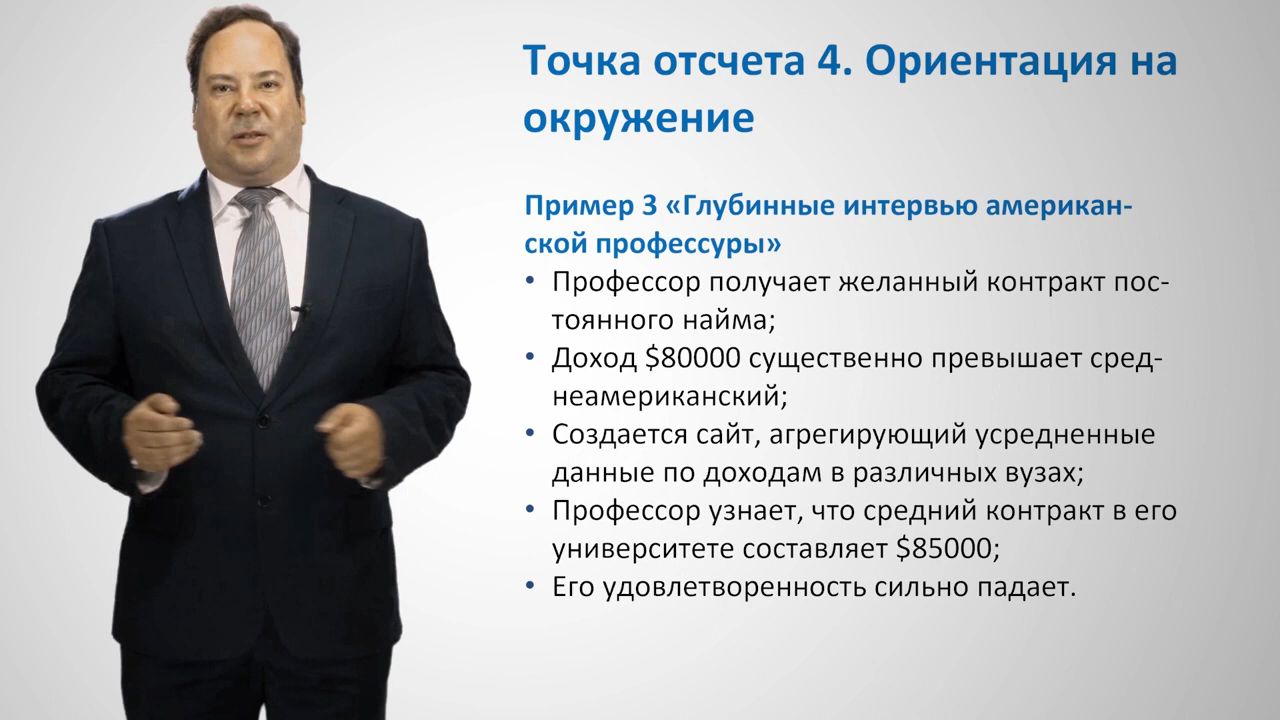 Точка отсчета 4. Ориентация на
окружение
Пример 3 «Глубинные интервью американ-
ской профессуры»
• Профессор получает желанный контракт пос-
тоянного найма;
• Доход $80000 существенно превышает сред-
неамериканский;
• Создается сайт, агрегирующий усредненные
данные по доходам в различных вузах;
• Профессор узнает, что средний контракт в его
университете составляет $85000;
• Его удовлетворенность сильно падает.